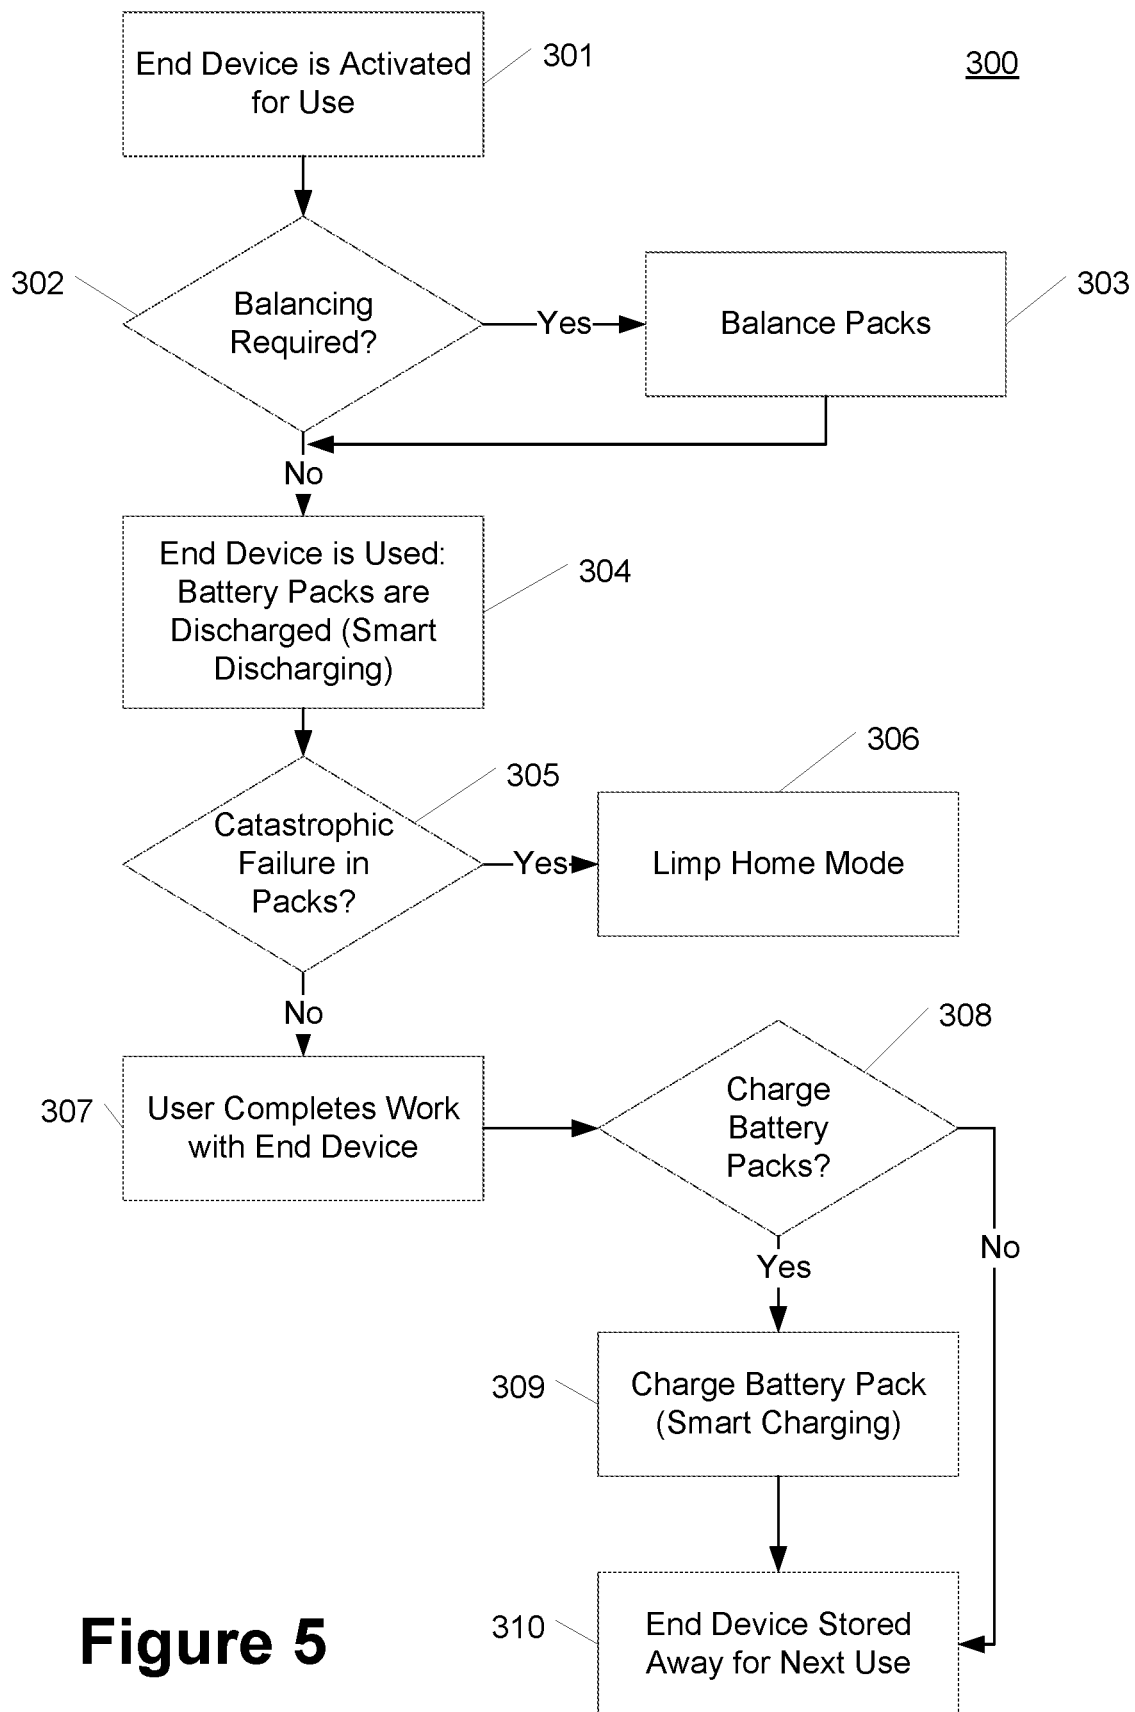 End Device is Activated
for Use
301
300
302
Balancing
Required?
Yes
Balance Packs
303
No
End Device is Used:
Battery Packs are
Discharged (Smart
Discharging)
304
305
306
Catastrophic
Failure in
Packs?
Yes
Limp Home Mode
No
308
307
User Completes Work
with End Device
Charge
Battery
Packs?
No
Yes
309
Charge Battery Pack
(Smart Charging)
310
End Device Stored
Away for Next Use
Figure 5